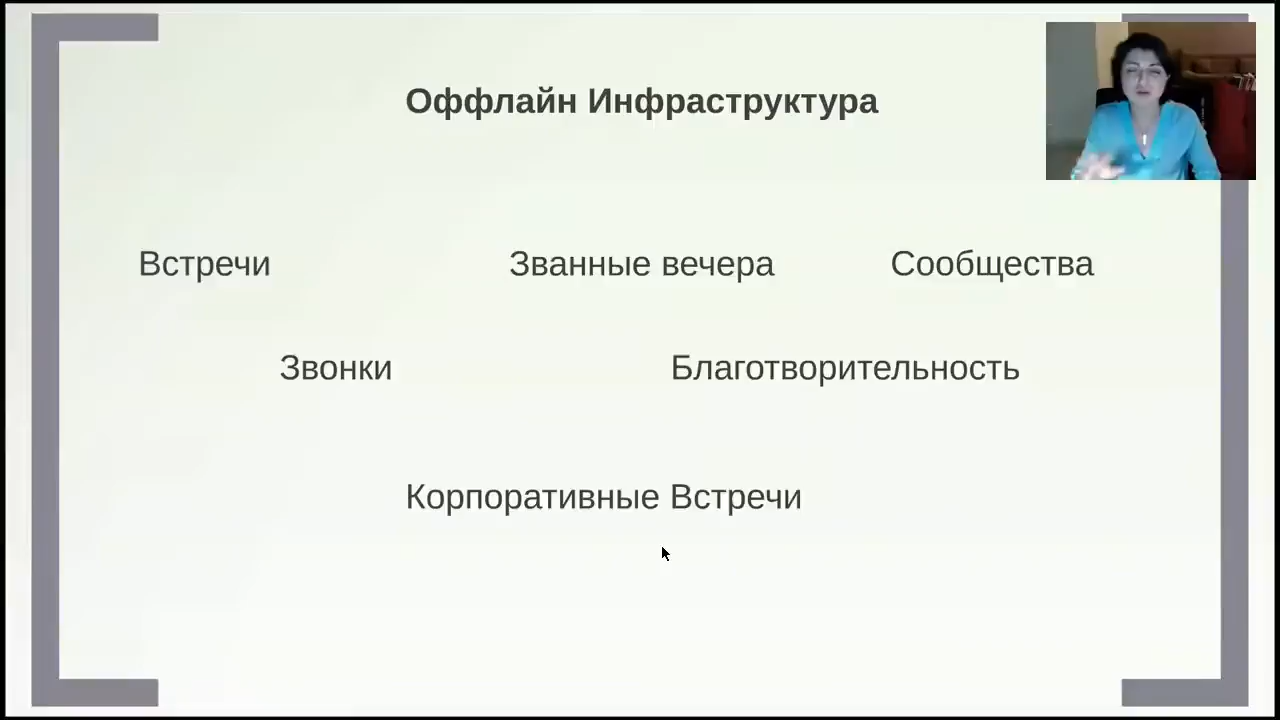 Оффлайн Инфраструктура
Встречи Званные вечера Сообщества
Звонки Благотворительность
Корпоративные Встречи